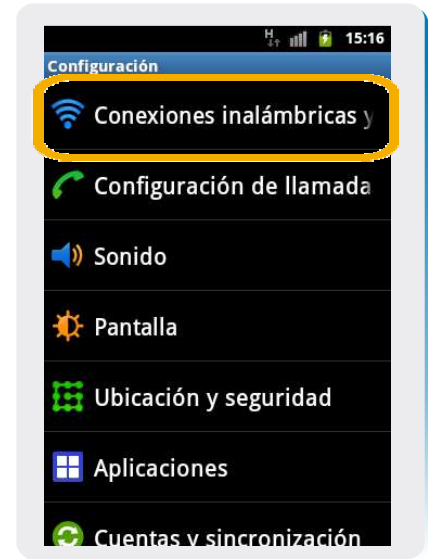 H 15:16
Configuración
Conexiones inalámbricas y
Configuración de llamada
Sonido
Pantalla
Ubicación y seguridad
Aplicaciones
Cuentas y sincronización